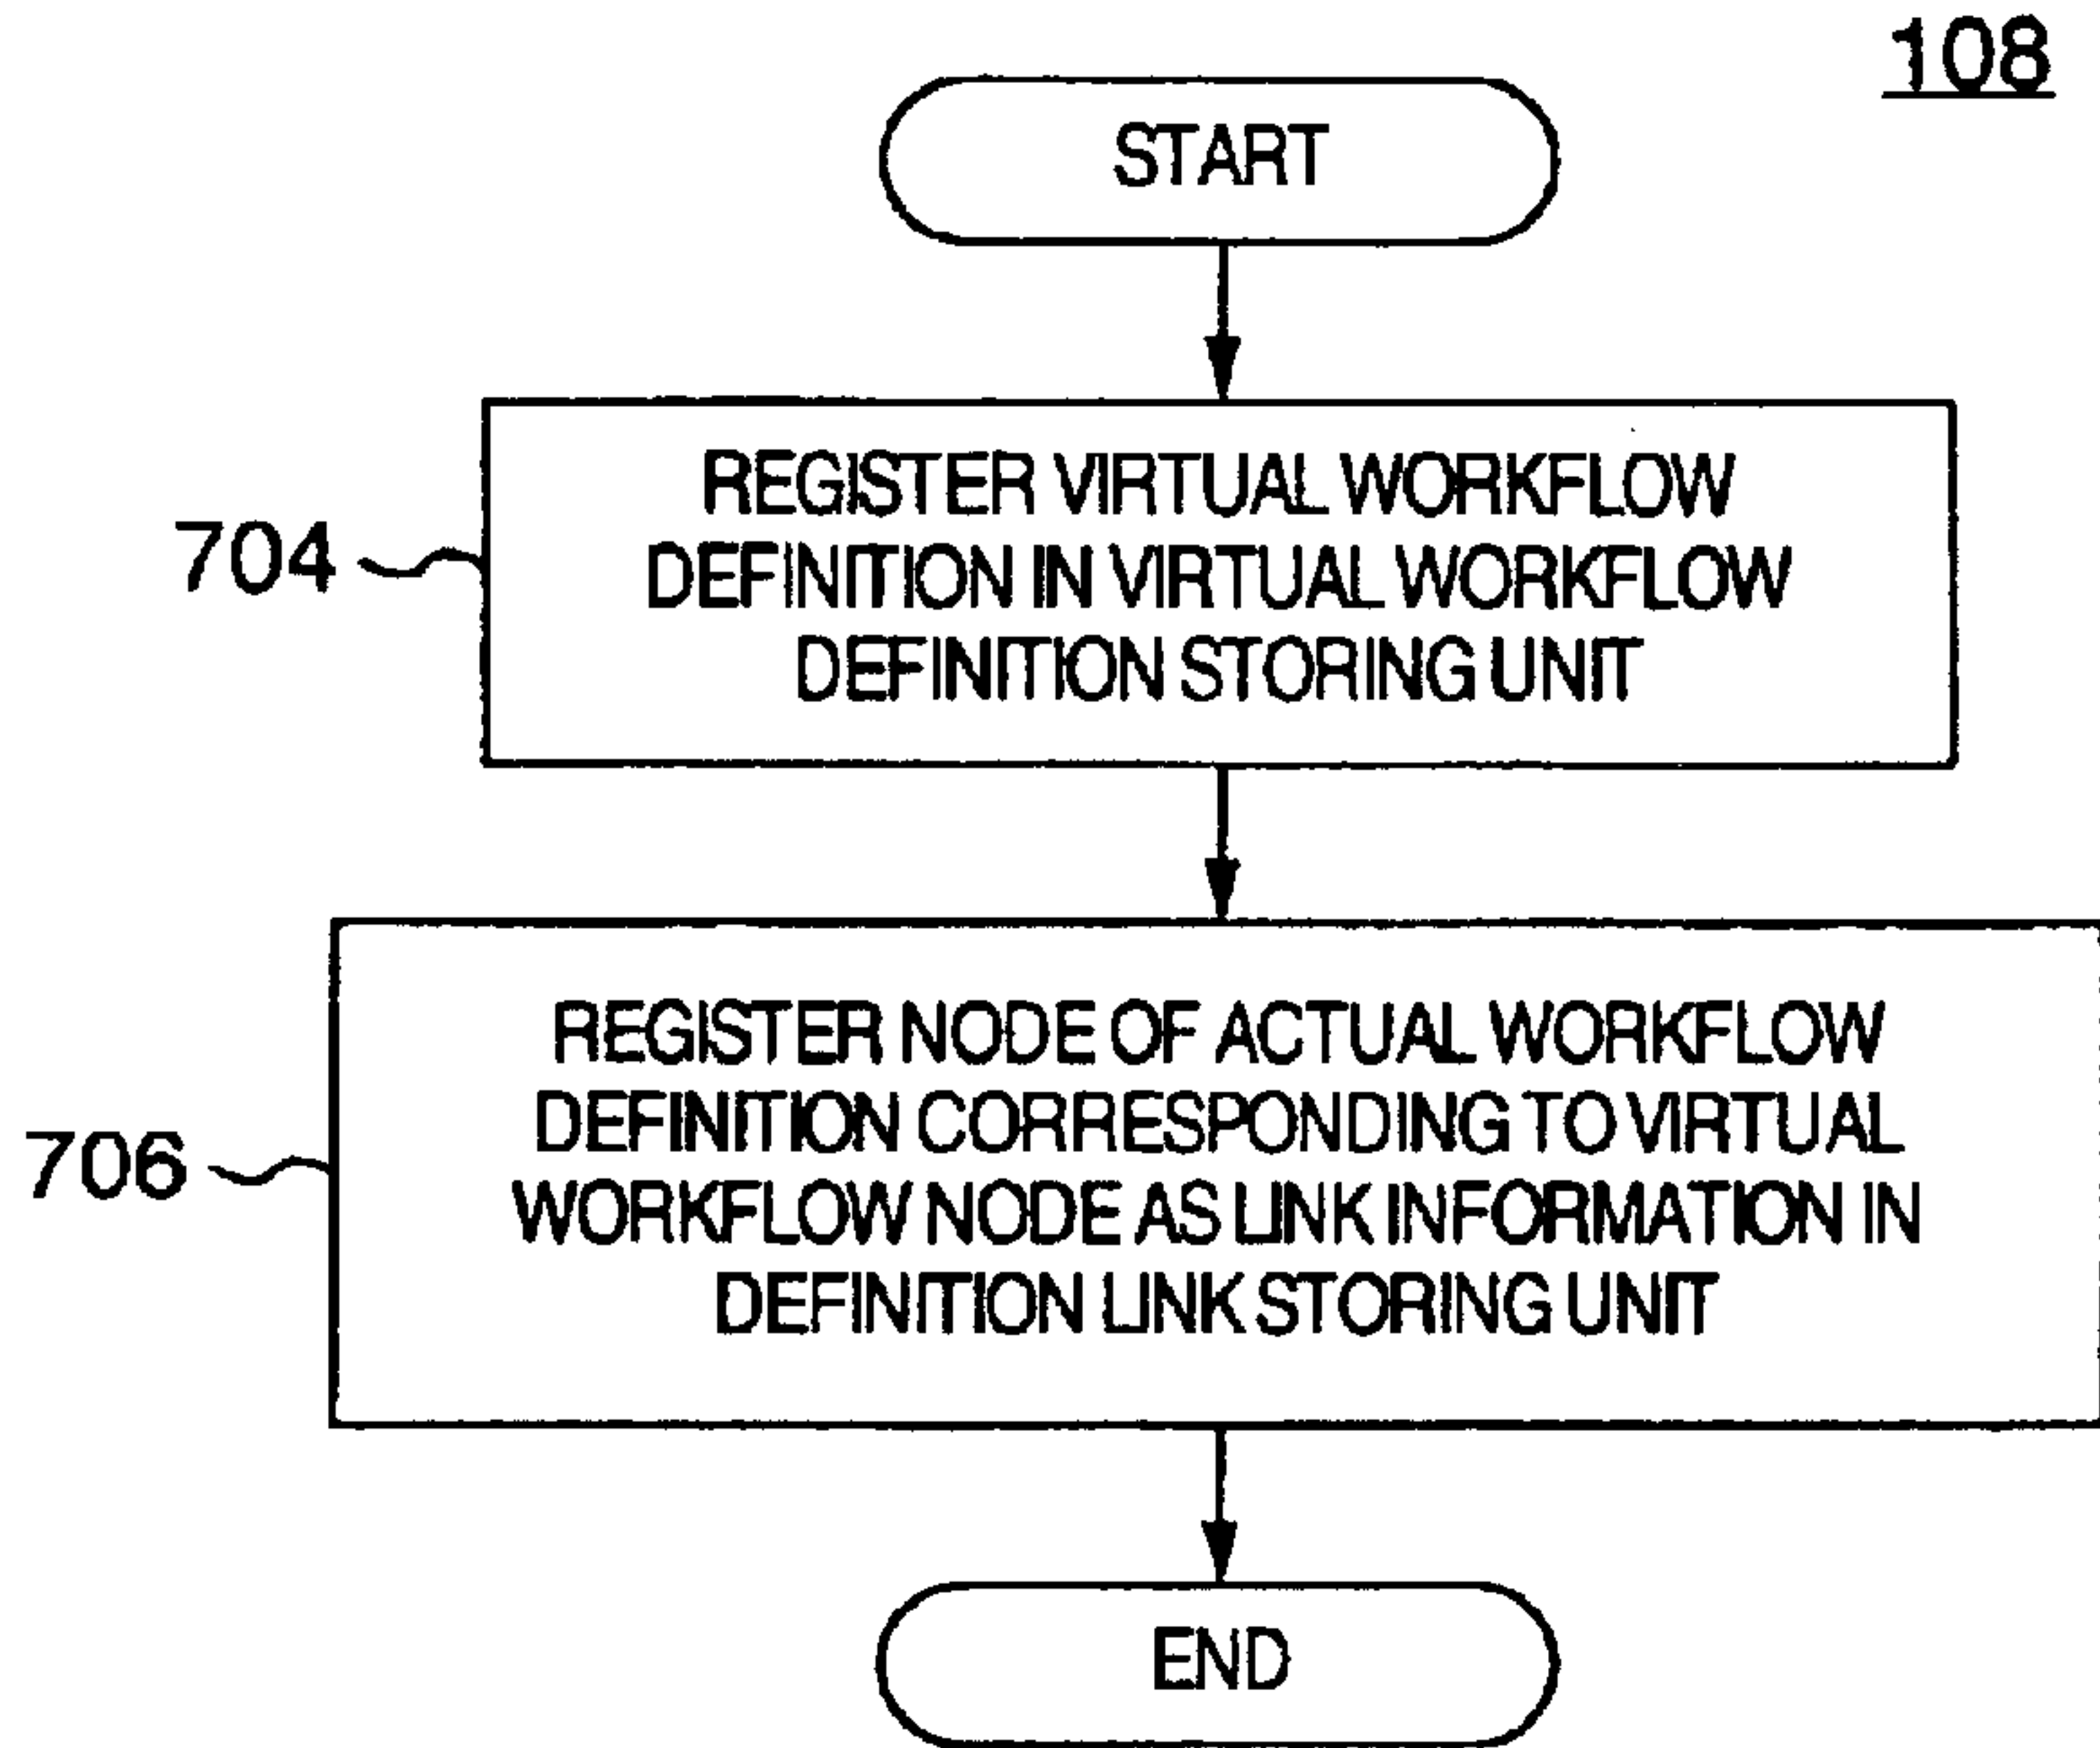 108
START
704
REGISTER VIRTUAL WORKFLOW
DEFINITION IN VIRTUAL WORKFLOW
DEFINITION STORING UNIT
706
REGISTER NODE OF ACTUAL WORKFLOW
DEFINITION CORRESPONDING TO VIRTUAL
WORKFLOW NODE AS LINK INFORMATION IN
DEFINITION LINK STORING UNIT
END